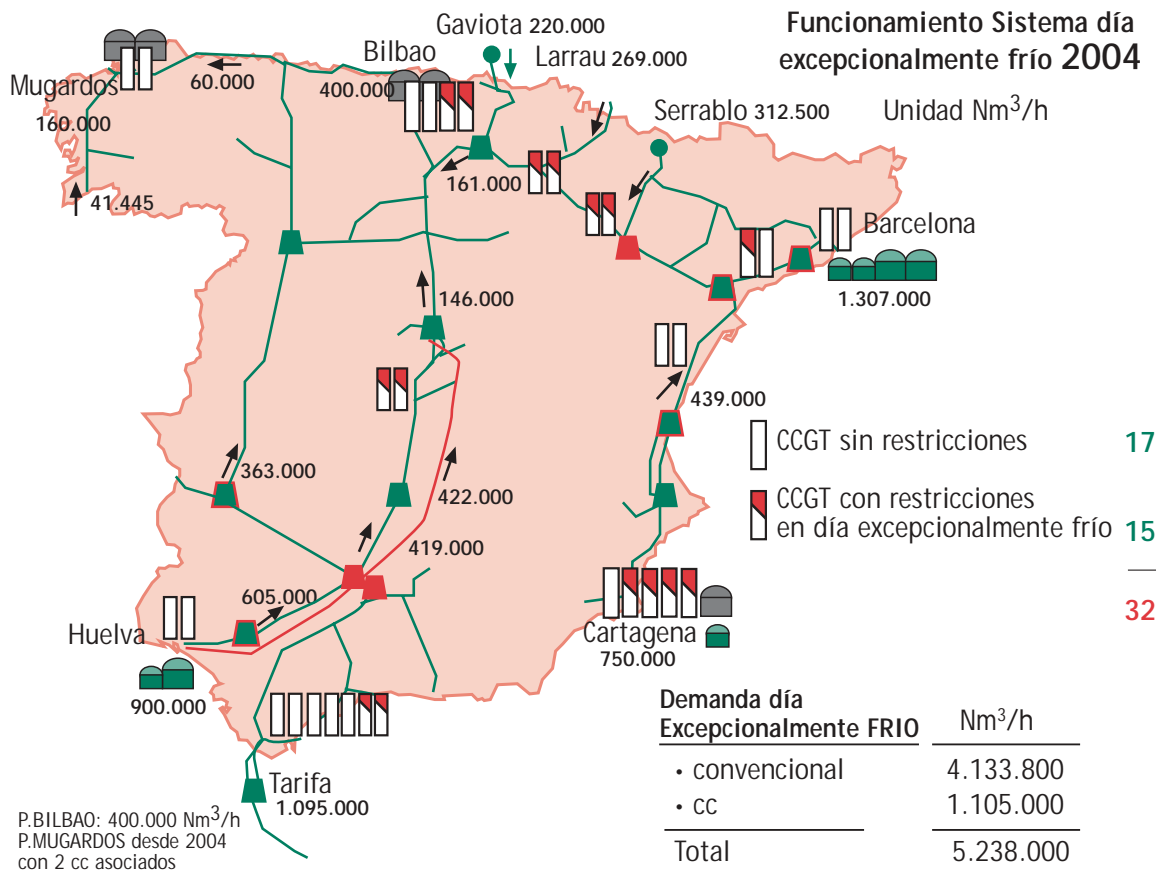 Funcionamiento Sistema día
excepcionalmente frío 2004
Unidad Nm³/h
Gaviota 220.000
Bilbao
Larrau 269.000
Mugardos
60.000
400.000
160.000
Serrablo 312.500
41.445
161.000
Barcelona
1.307.000
146.000
439.000
363.000
422.000
419.000
CCGT sin restricciones 17
CCGT con restricciones
en día excepcionalmente frío 15
32
605.000
Huelva
900.000
Cartagena
750.000
Tarifa
1.095.000
P.BILBAO: 400.000 Nm³/h
P.MUGARDOS desde 2004
con 2 cc asociados
Demanda día
Excepcionalmente FRIO Nm³/h
• convencional 4.133.800
• cc 1.105.000
Total 5.238.000